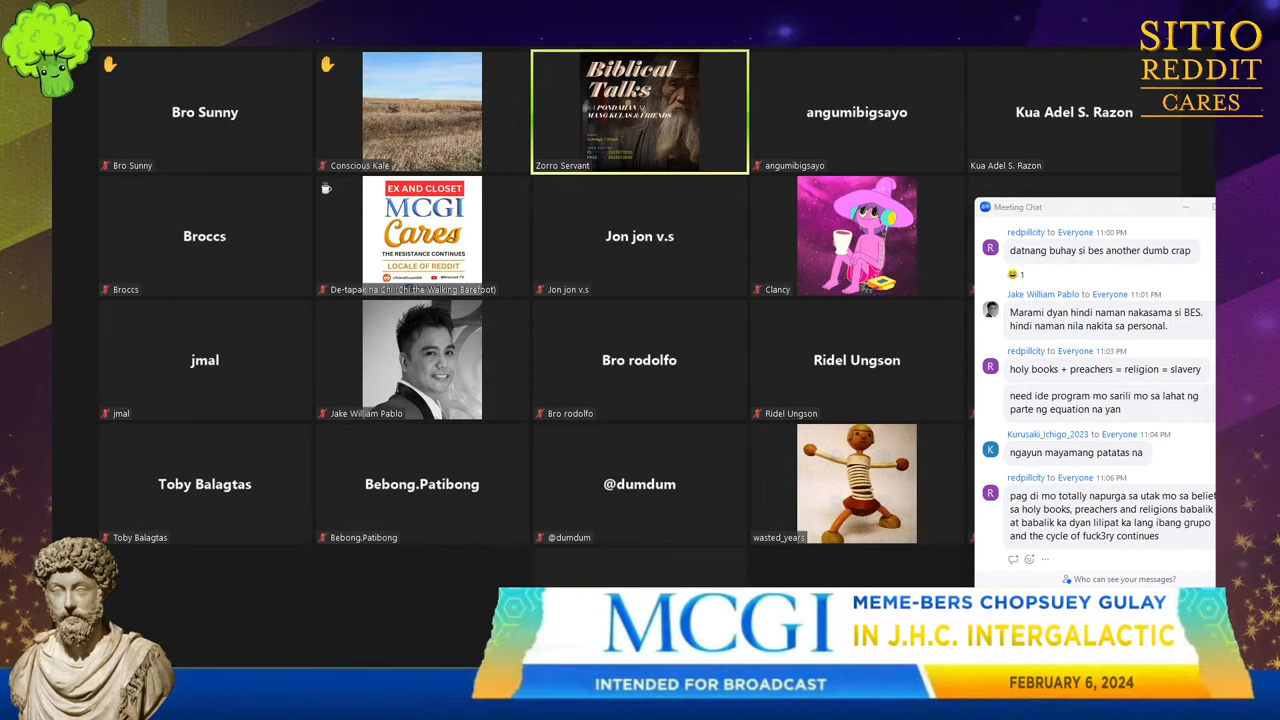 SITIO
REDDIT
CARES
Bro Sunny
Bro Sunny
Conscious Kale
Biblical
Talks
SA PONDAHAN NI
MANG KULAS & FRIENDS
Zorro Servant
angumibigsayo
angumibigsayo
Kua Adel S. Razon
Kua Adel S. Razon
Broccs
Broccs
EX AND CLOSET
MCGI
Cares
THE RESISTANCE CONTINUES
LOCALE OF REDDIT
De-tapak na Chi (Chi the Walking Barefoot)
Jon jon v.s
Jon jon v.s
Clancy
jmal
jmal
Jake William Pablo
Bro rodolfo
Bro rodolfo
Ridel Ungson
Ridel Ungson
Toby Balagtas
Toby Balagtas
Bebong.Patibong
Bebong.Patibong
@dumdum
@dumdum
wasted_years
zm Meeting Chat
redpillcity to Everyone 11:00 PM
R
datnang buhay si bes another dumb crap
1
Jake William Pablo to Everyone 11:01 PM
Marami dyan hindi naman nakasama si BES.
hindi naman nila nakita sa personal.
redpillcity to Everyone 11:03 PM
R
holy books + preachers = religion = slavery
need ide program mo sarili mo sa lahat ng
parte ng equation na yan
Kurusaki_Ichigo_2023 to Everyone 11:04 PM
K
ngayun mayamang patatas na
redpillcity to Everyone 11:06 PM
R
pag di mo totally napurga sa utak mo sa belief
sa holy books, preachers and religions babalik
at babalik ka dyan lilipat ka lang ibang grupo
and the cycle of fuck3ry continues
Who can see your messages?
MCGI
MEME-BERS CHOPSUEY GULAY
IN J.H.C. INTERGALACTIC
INTENDED FOR BROADCAST
FEBRUARY 6, 2024